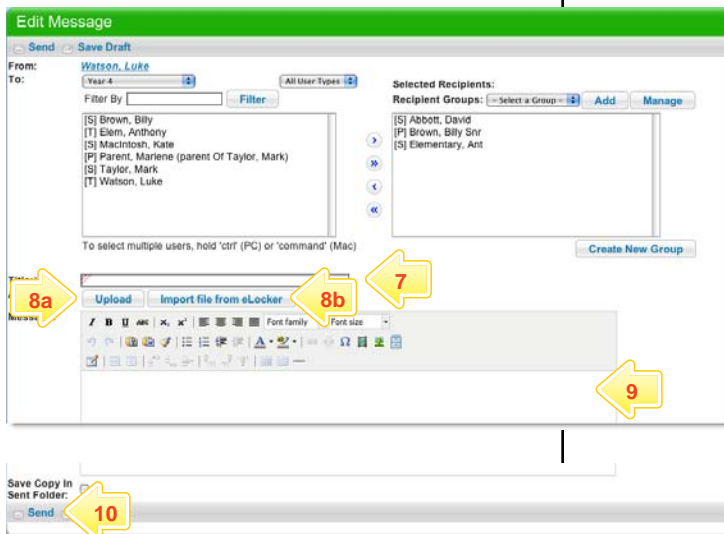 Edit Message
Send Save Draft
From: Watson, Luke
To: Year 4 All User Types
Selected Recipients:
Filter By Filter
Recipient Groups: - Select a Group - Add Manage
[S] Brown, Billy
[T] Elem, Anthony
[S] MacIntosh, Kate
[P] Parent, Marlene (parent Of Taylor, Mark)
[S] Taylor, Mark
[T] Watson, Luke
[S] Abbott, David
[P] Brown, Billy Snr
[S] Elementary, Ant
To select multiple users, hold 'ctrl' (PC) or 'command' (Mac)
Create New Group
7
8a Upload Import file from eLocker 8b
I B U ABC x, x² Font family Font size
9
Save Copy In
Sent Folder:
Send 10